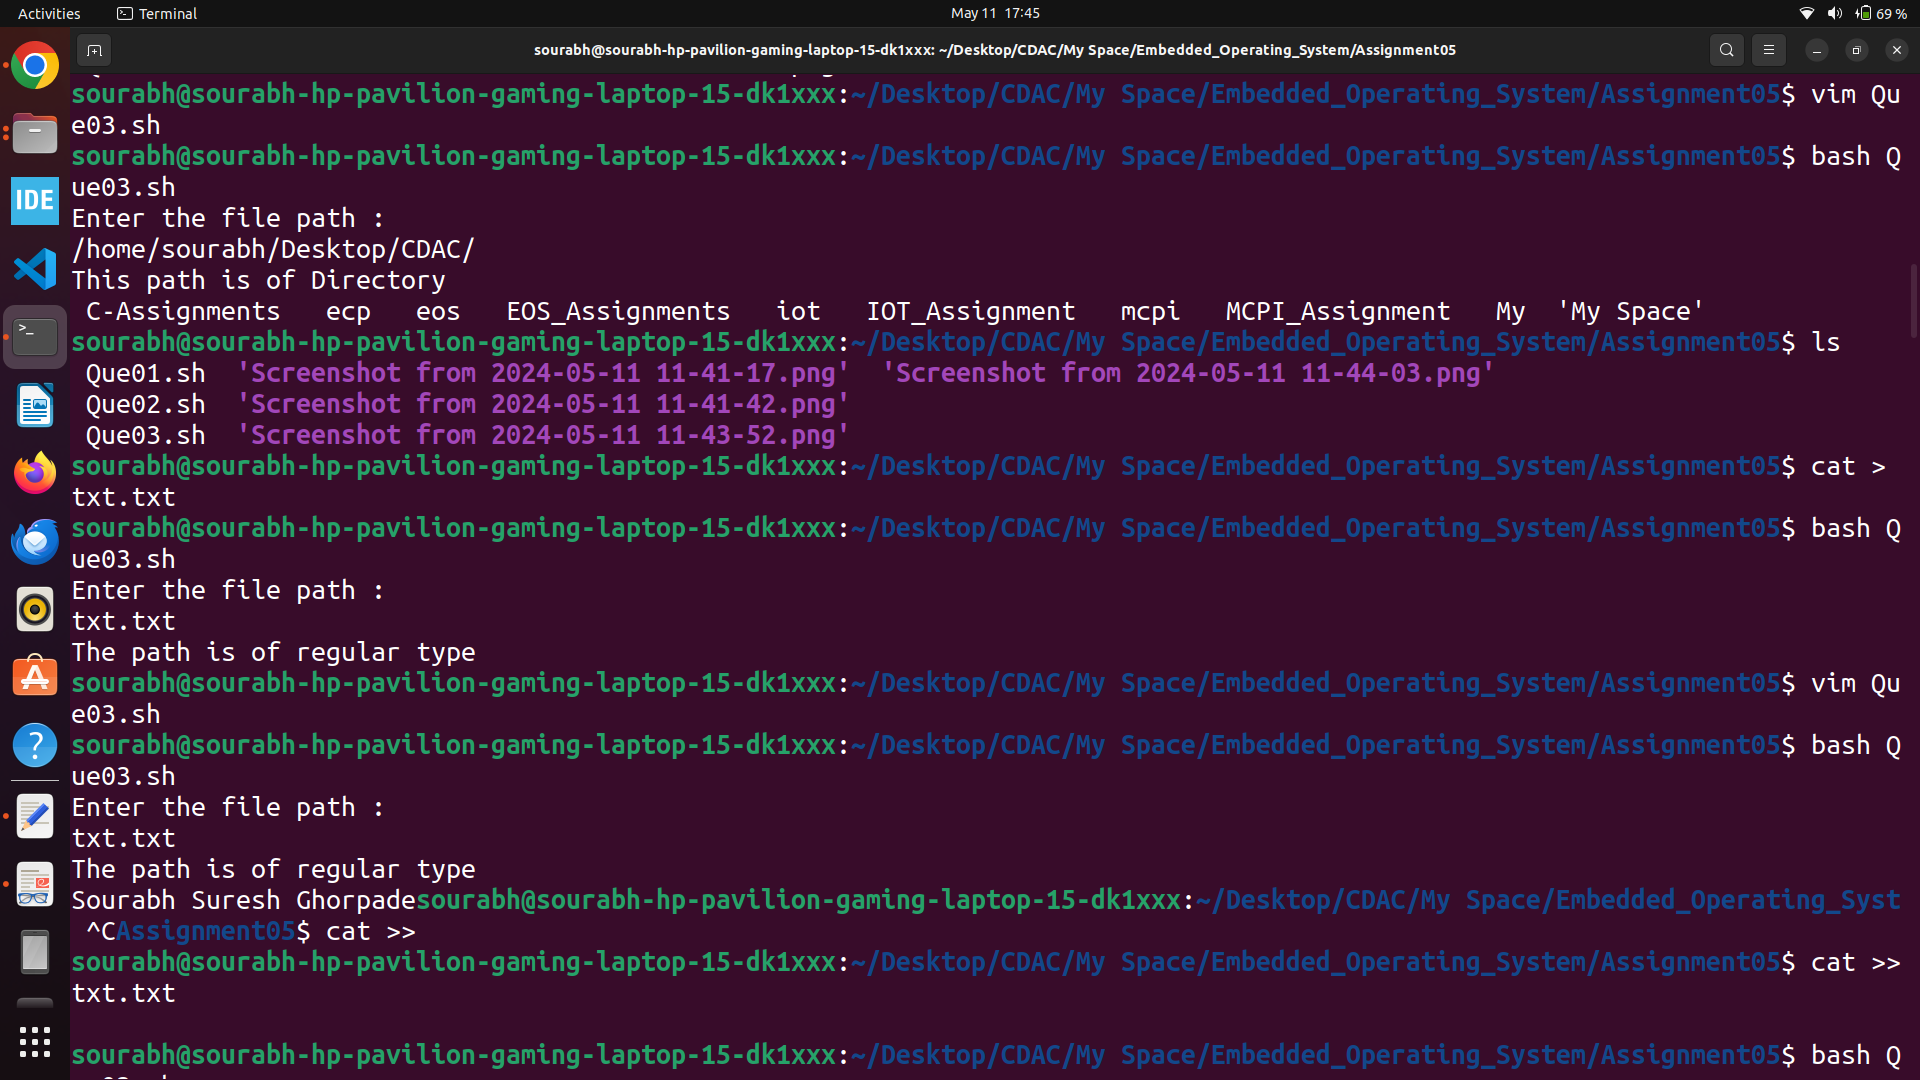 Activities Terminal May 11 17:45 69 %
sourabh@sourabh-hp-pavilion-gaming-laptop-15-dk1xxx: ~/Desktop/CDAC/My Space/Embedded_Operating_System/Assignment05
sourabh@sourabh-hp-pavilion-gaming-laptop-15-dk1xxx:~/Desktop/CDAC/My Space/Embedded_Operating_System/Assignment05$ vim Qu
e03.sh
sourabh@sourabh-hp-pavilion-gaming-laptop-15-dk1xxx:~/Desktop/CDAC/My Space/Embedded_Operating_System/Assignment05$ bash Q
ue03.sh
Enter the file path :
/home/sourabh/Desktop/CDAC/
This path is of Directory
C-Assignments ecp eos EOS_Assignments iot IOT_Assignment mcpi MCPI_Assignment My 'My Space'
sourabh@sourabh-hp-pavilion-gaming-laptop-15-dk1xxx:~/Desktop/CDAC/My Space/Embedded_Operating_System/Assignment05$ ls
Que01.sh 'Screenshot from 2024-05-11 11-41-17.png' 'Screenshot from 2024-05-11 11-44-03.png'
Que02.sh 'Screenshot from 2024-05-11 11-41-42.png'
Que03.sh 'Screenshot from 2024-05-11 11-43-52.png'
sourabh@sourabh-hp-pavilion-gaming-laptop-15-dk1xxx:~/Desktop/CDAC/My Space/Embedded_Operating_System/Assignment05$ cat >
txt.txt
sourabh@sourabh-hp-pavilion-gaming-laptop-15-dk1xxx:~/Desktop/CDAC/My Space/Embedded_Operating_System/Assignment05$ bash Q
ue03.sh
Enter the file path :
txt.txt
The path is of regular type
sourabh@sourabh-hp-pavilion-gaming-laptop-15-dk1xxx:~/Desktop/CDAC/My Space/Embedded_Operating_System/Assignment05$ vim Qu
e03.sh
sourabh@sourabh-hp-pavilion-gaming-laptop-15-dk1xxx:~/Desktop/CDAC/My Space/Embedded_Operating_System/Assignment05$ bash Q
ue03.sh
Enter the file path :
txt.txt
The path is of regular type
Sourabh Suresh Ghorpadesourabh@sourabh-hp-pavilion-gaming-laptop-15-dk1xxx:~/Desktop/CDAC/My Space/Embedded_Operating_Syst
^CAssignment05$ cat >>
sourabh@sourabh-hp-pavilion-gaming-laptop-15-dk1xxx:~/Desktop/CDAC/My Space/Embedded_Operating_System/Assignment05$ cat >>
txt.txt
sourabh@sourabh-hp-pavilion-gaming-laptop-15-dk1xxx:~/Desktop/CDAC/My Space/Embedded_Operating_System/Assignment05$ bash Q
IDE